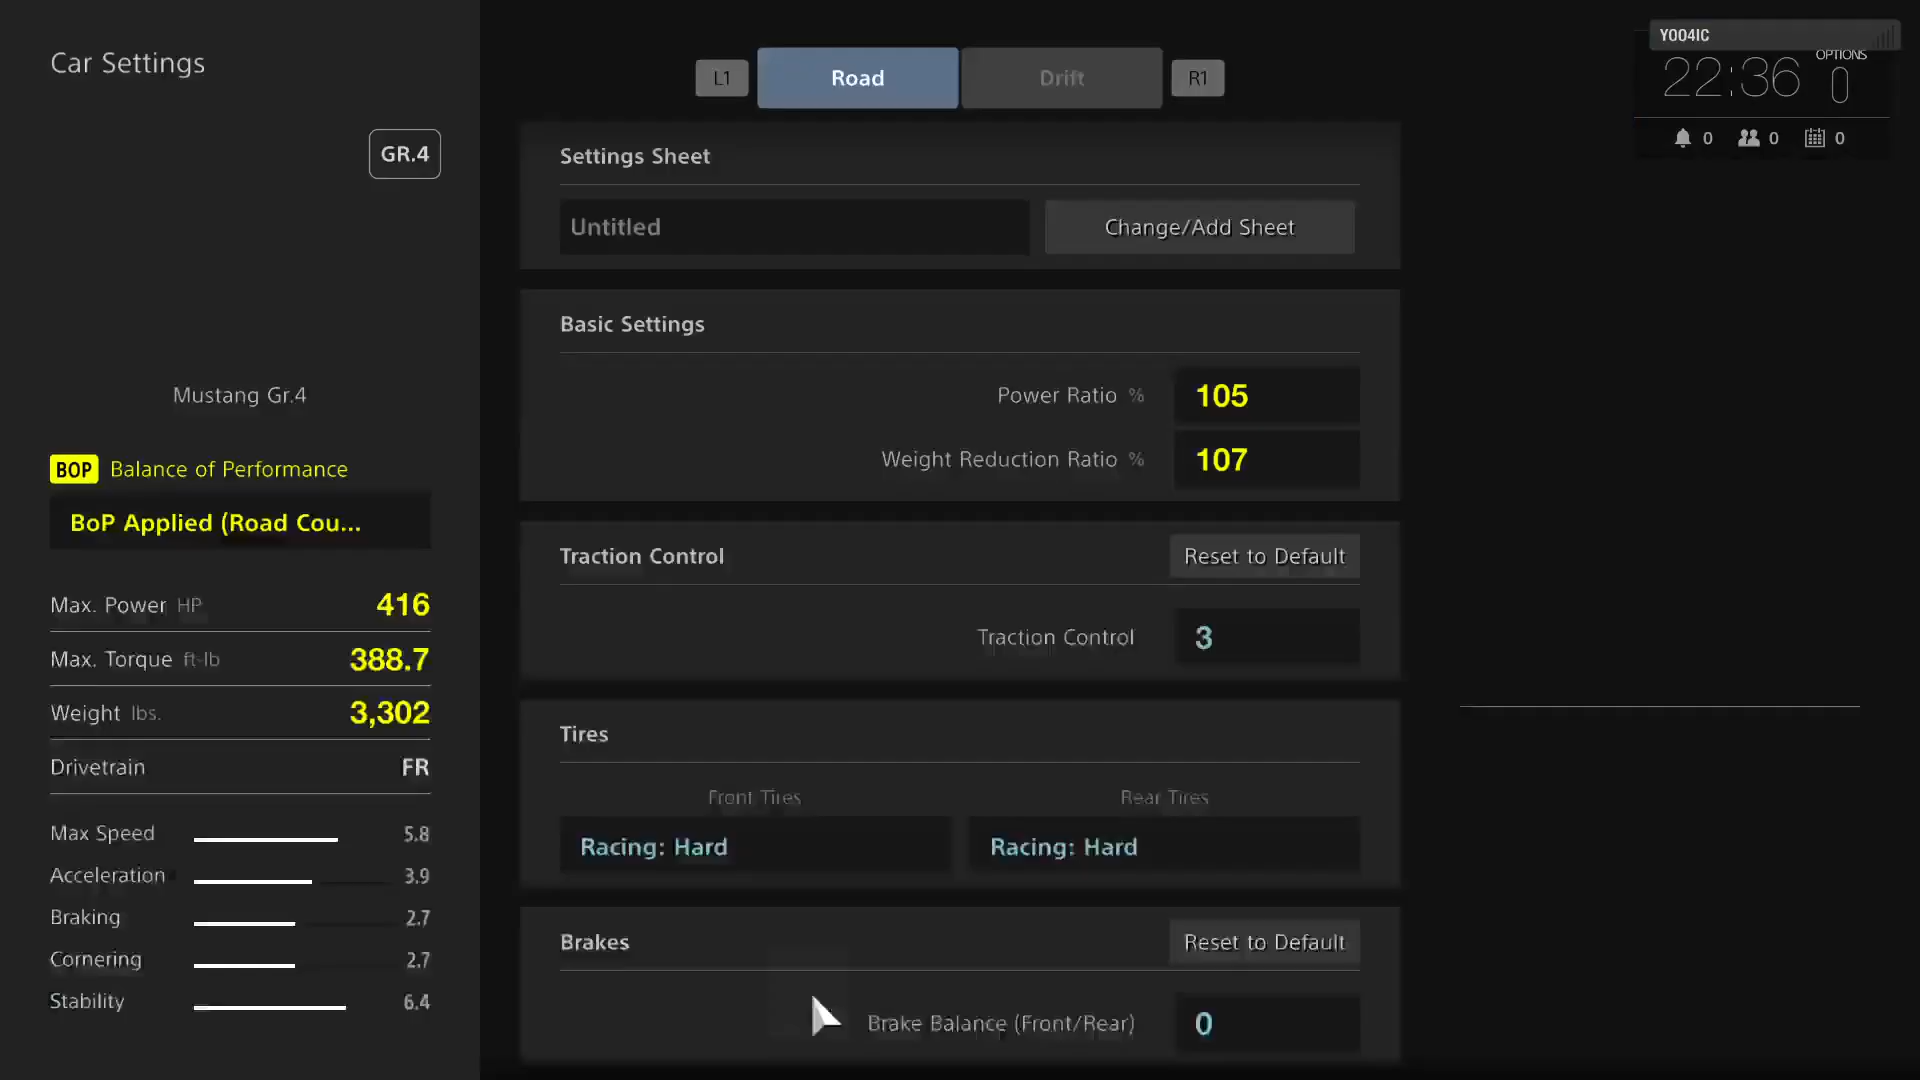 Car Settings
L1
Road
Drift
R1
YOO4IC
22:36
OPTIONS
0
0
0
0
GR.4
Mustang Gr.4
BOP Balance of Performance
BoP Applied (Road Cou...
Max. Power HP 416
Max. Torque ft-lb 388.7
Weight lbs. 3,302
Drivetrain FR
Max Speed 5.8
Acceleration 3.9
Braking 2.7
Cornering 2.7
Stability 6.4
Settings Sheet
Untitled
Change/Add Sheet
Basic Settings
Power Ratio % 105
Weight Reduction Ratio % 107
Traction Control
Reset to Default
Traction Control 3
Tires
Front Tires
Rear Tires
Racing: Hard
Racing: Hard
Brakes
Reset to Default
Brake Balance (Front/Rear) 0